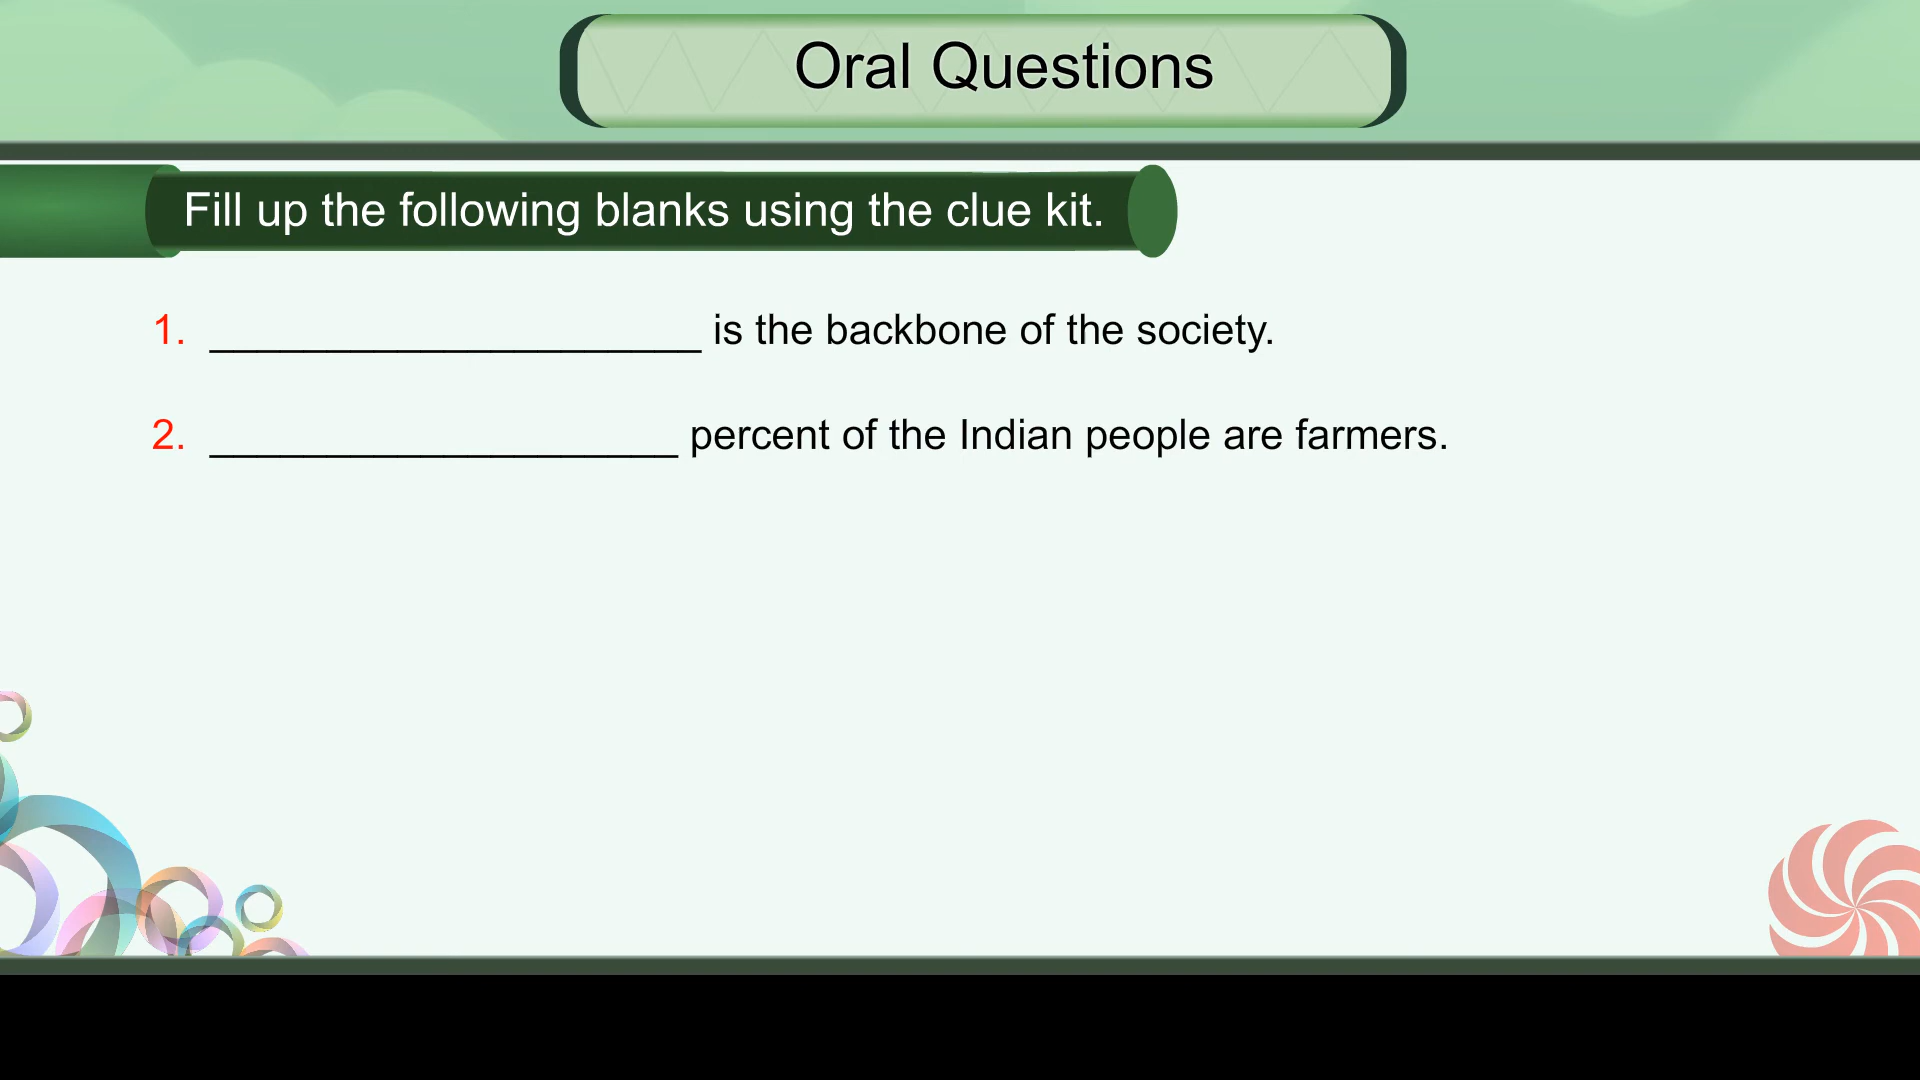 Oral Questions
Fill up the following blanks using the clue kit.
1. _____________________ is the backbone of the society.
2. ____________________ percent of the Indian people are farmers.